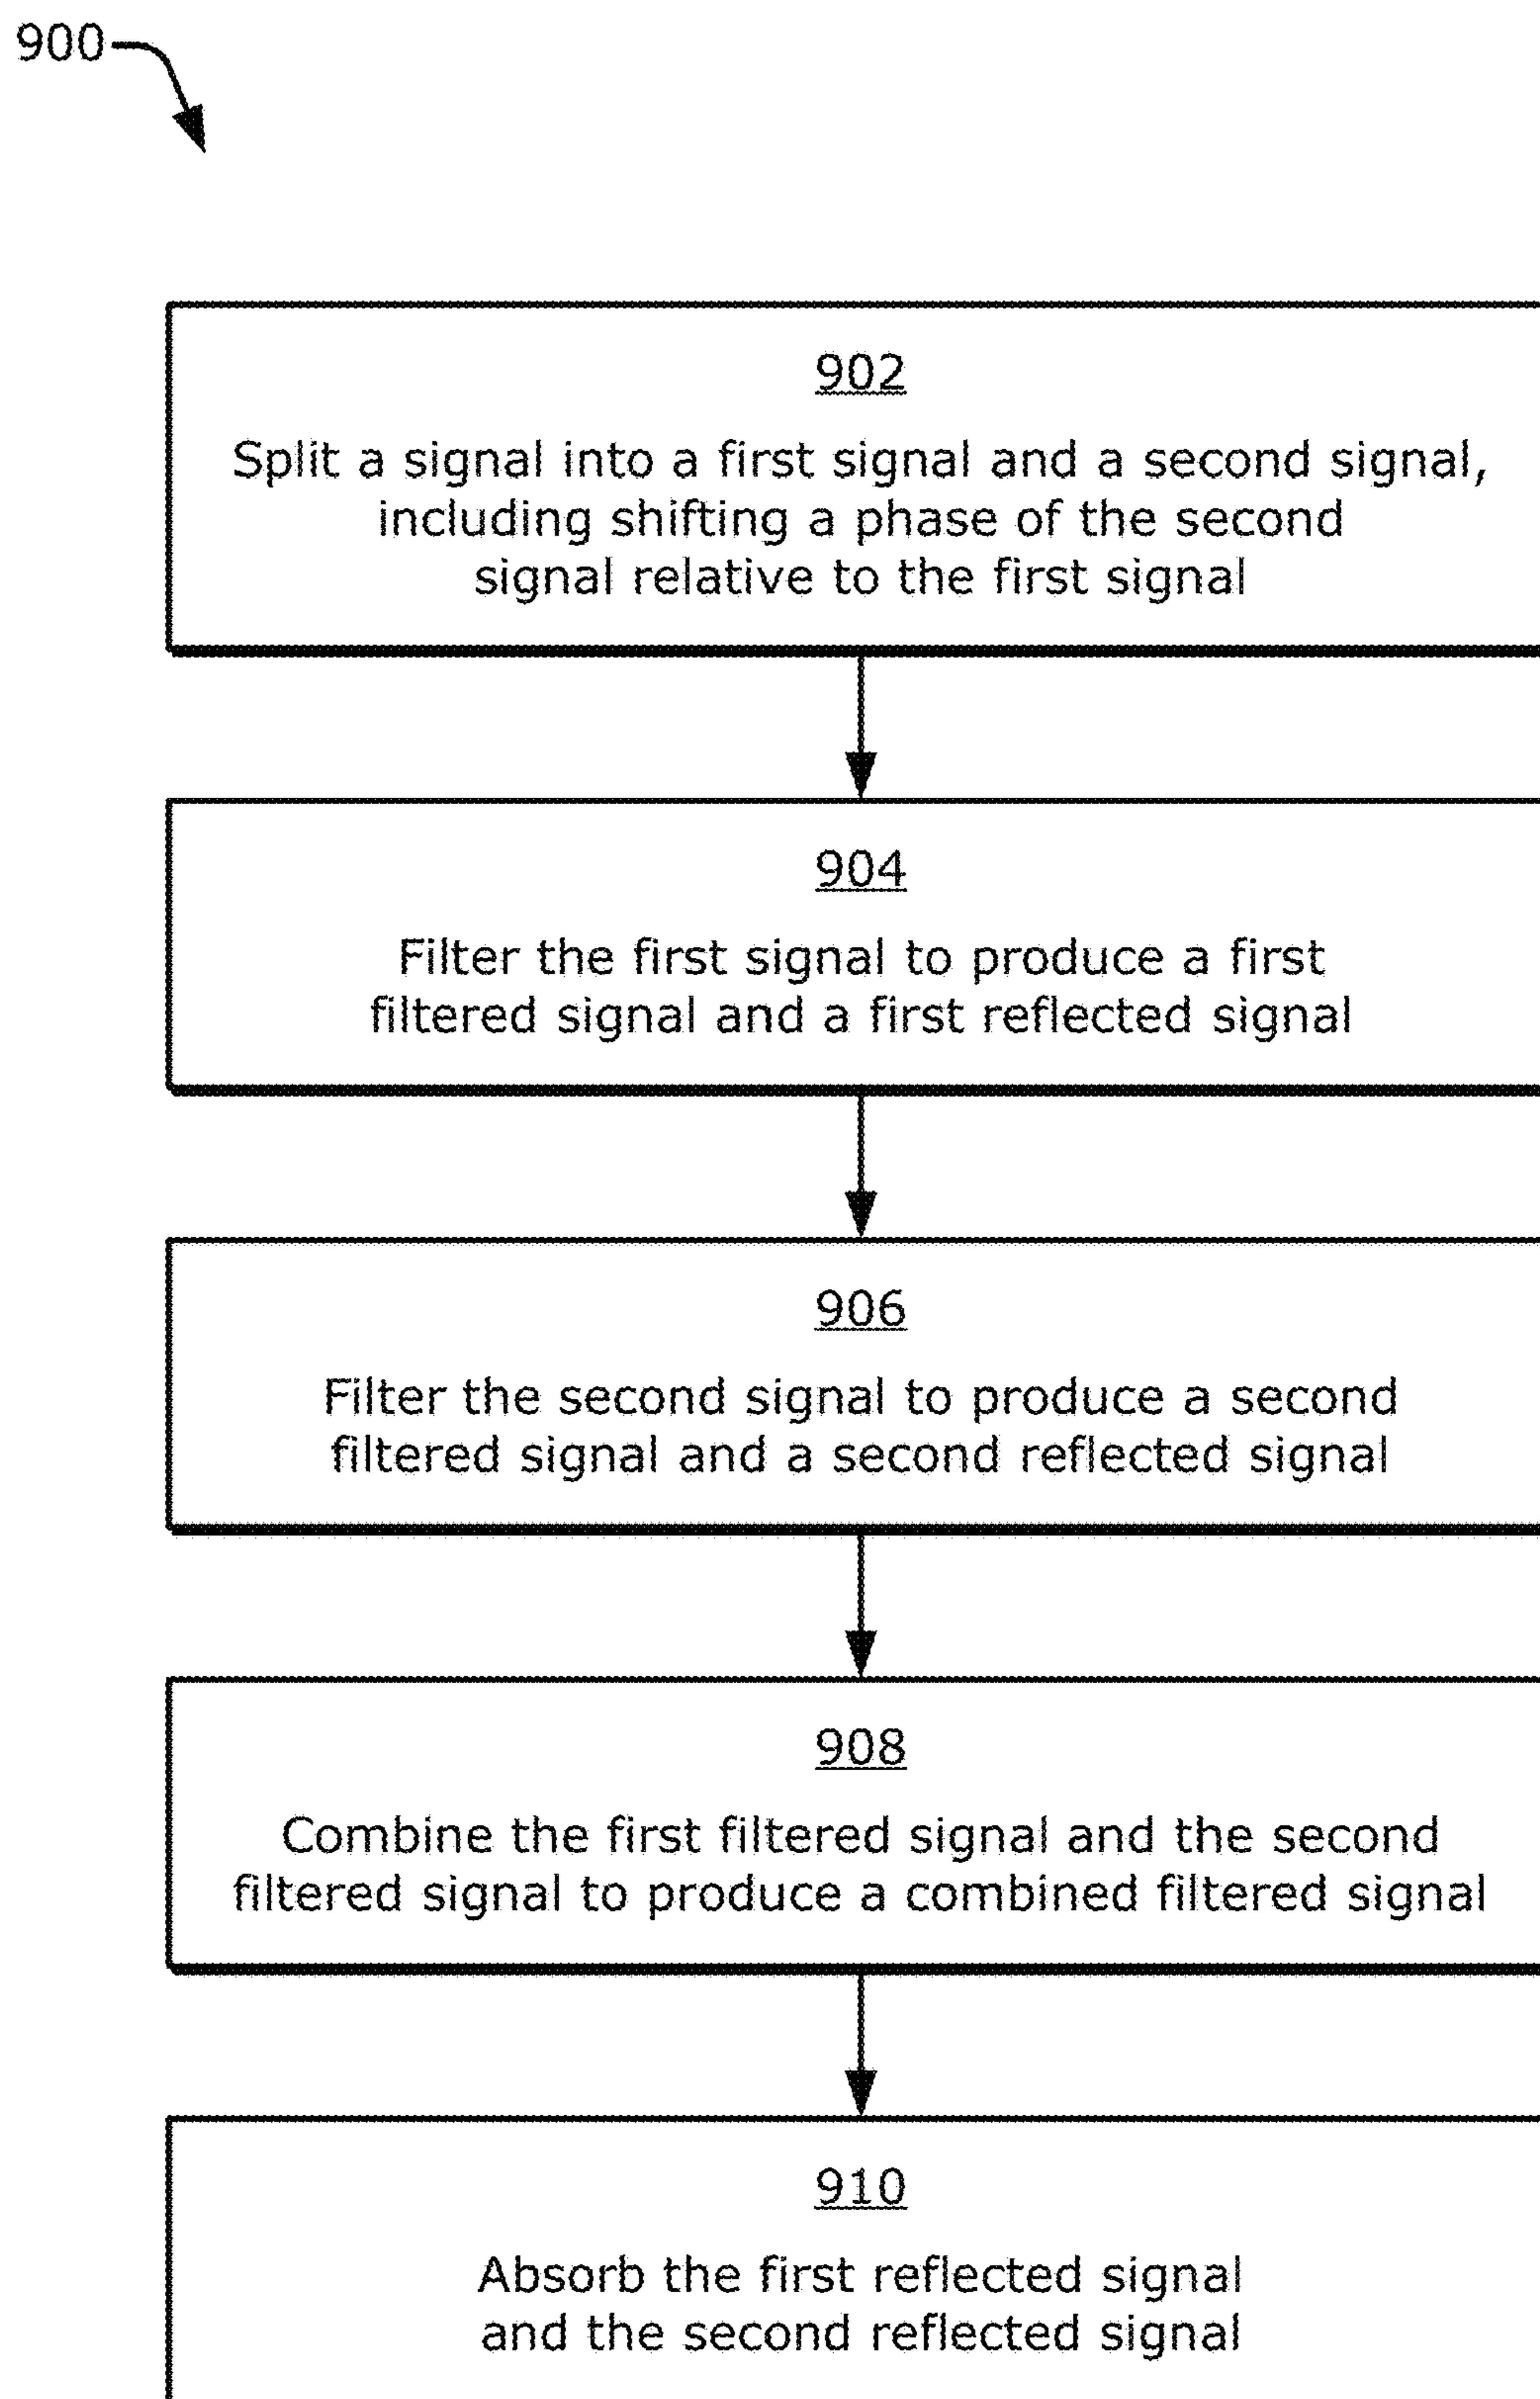 900
902
Split a signal into a first signal and a second signal,
including shifting a phase of the second
signal relative to the first signal
904
Filter the first signal to produce a first
filtered signal and a first reflected signal
906
Filter the second signal to produce a second
filtered signal and a second reflected signal
908
Combine the first filtered signal and the second
filtered signal to produce a combined filtered signal
910
Absorb the first reflected signal
and the second reflected signal